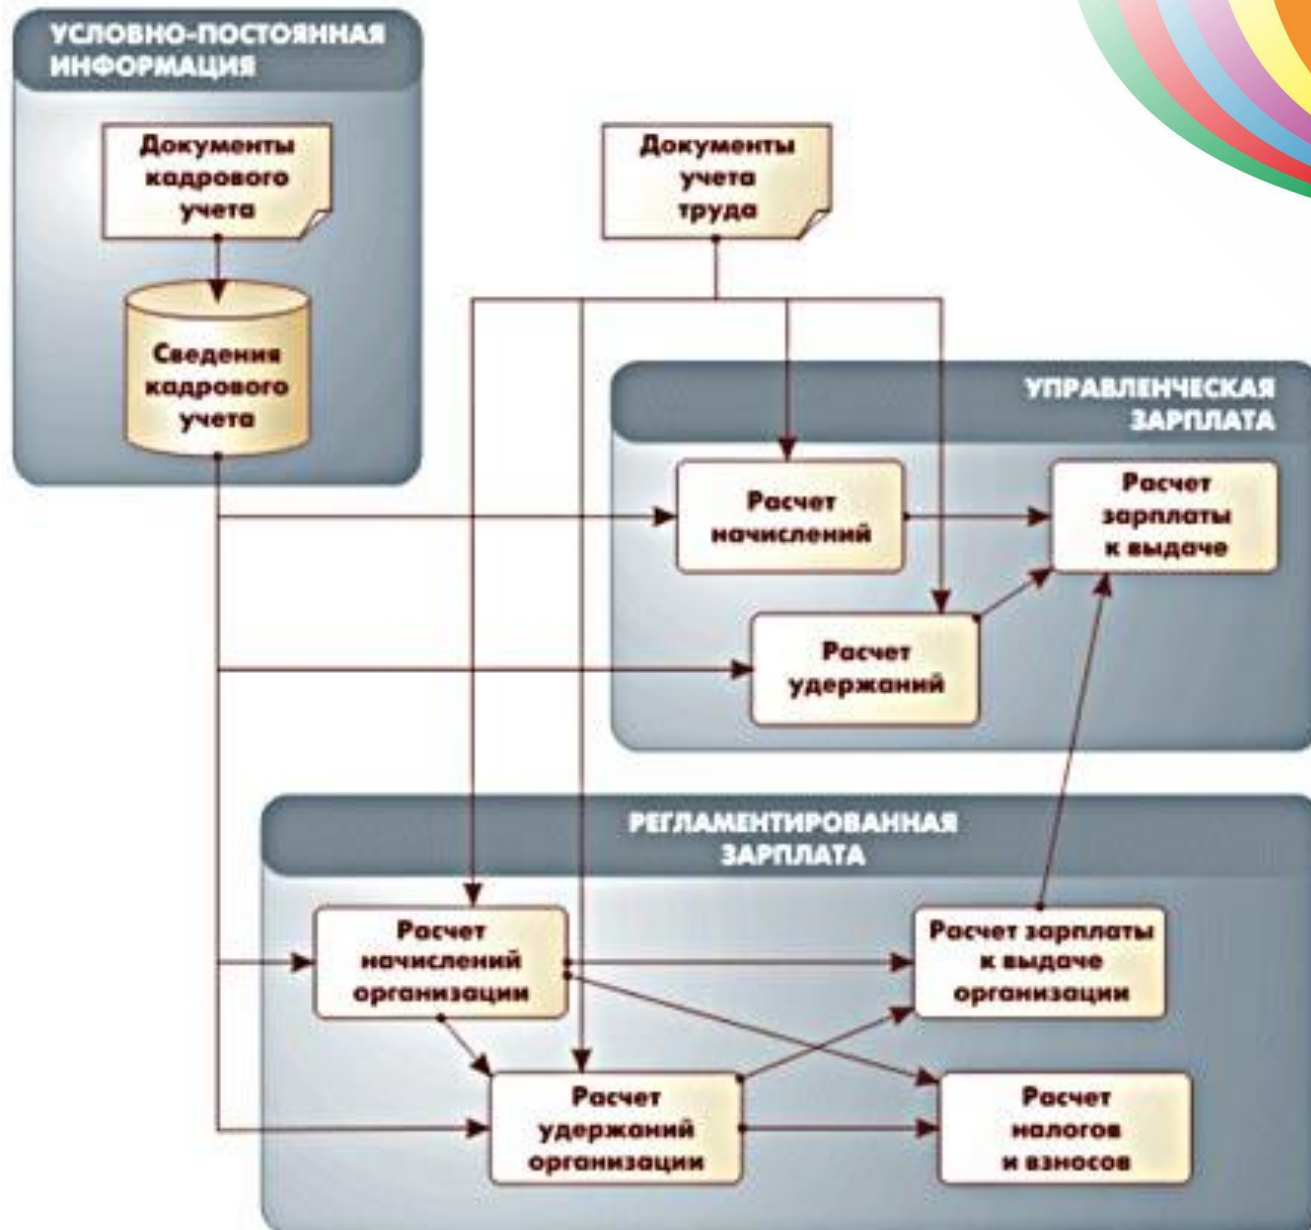 УСЛОВНО-ПОСТОЯННАЯ
ИНФОРМАЦИЯ
Документы
кадрового
учета
Сведения
кадрового
учета
Документы
учета
труда
УПРАВЛЕНЧЕСКАЯ
ЗАРПЛАТА
Расчет
начислений
Расчет
зарплаты
к выдаче
Расчет
удержаний
РЕГЛАМЕНТИРОВАННАЯ
ЗАРПЛАТА
Расчет
начислений
организации
Расчет зарплаты
к выдаче
организации
Расчет
удержаний
организации
Расчет
налогов
и взносов